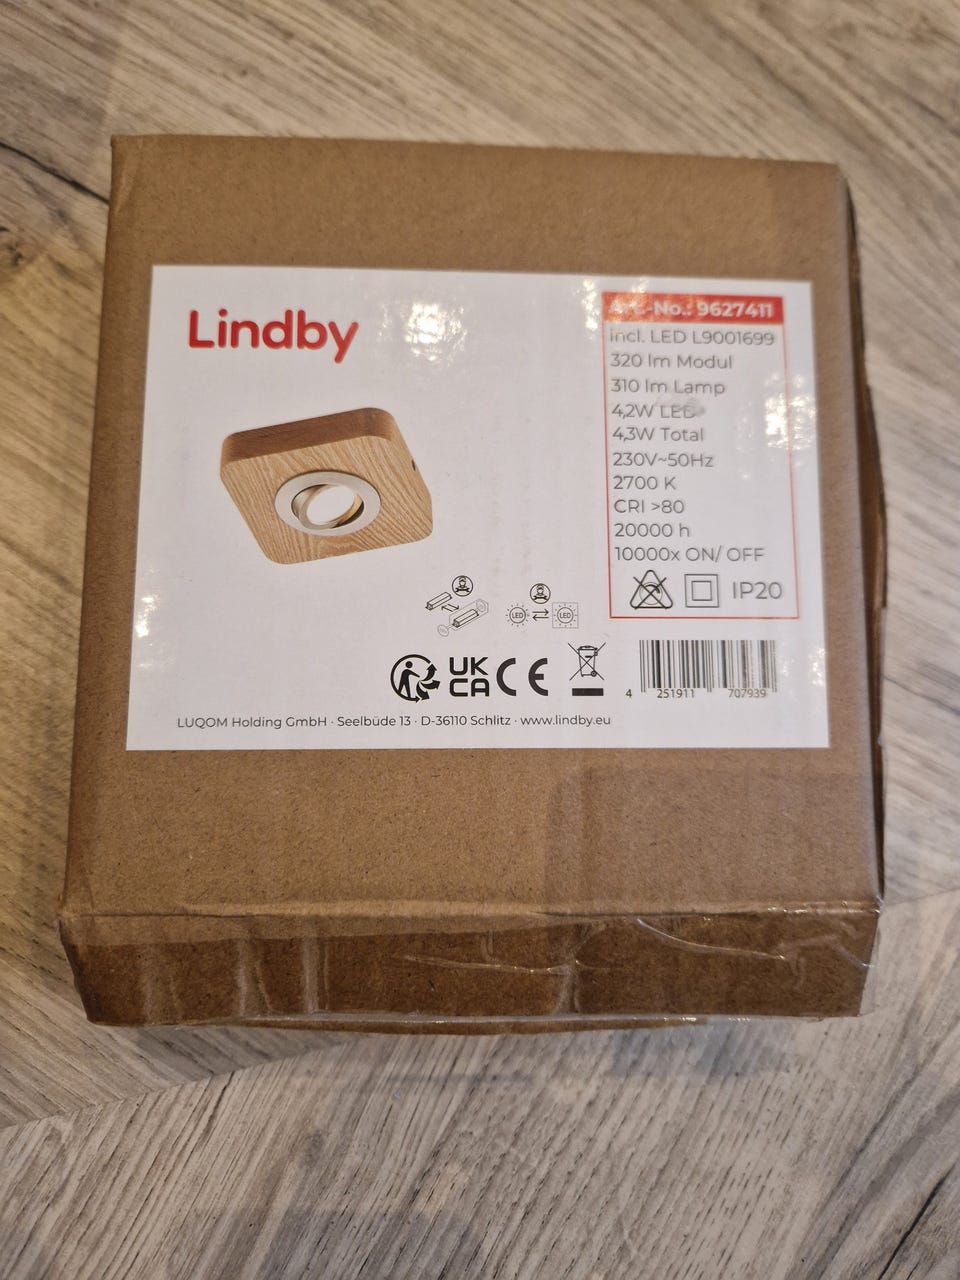 Lindby
Art.-No.: 9627411
incl. LED L9001699
320 lm Modul
310 lm Lamp
4,2W LED
4,3W Total
230V~50Hz
2700 K
CRI >80
20000 h
10000x ON/ OFF
IP20
LED LED
UK
CA CE
4 251911 707939
LUQOM Holding GmbH · Seelbüde 13 · D-36110 Schlitz · www.lindby.eu